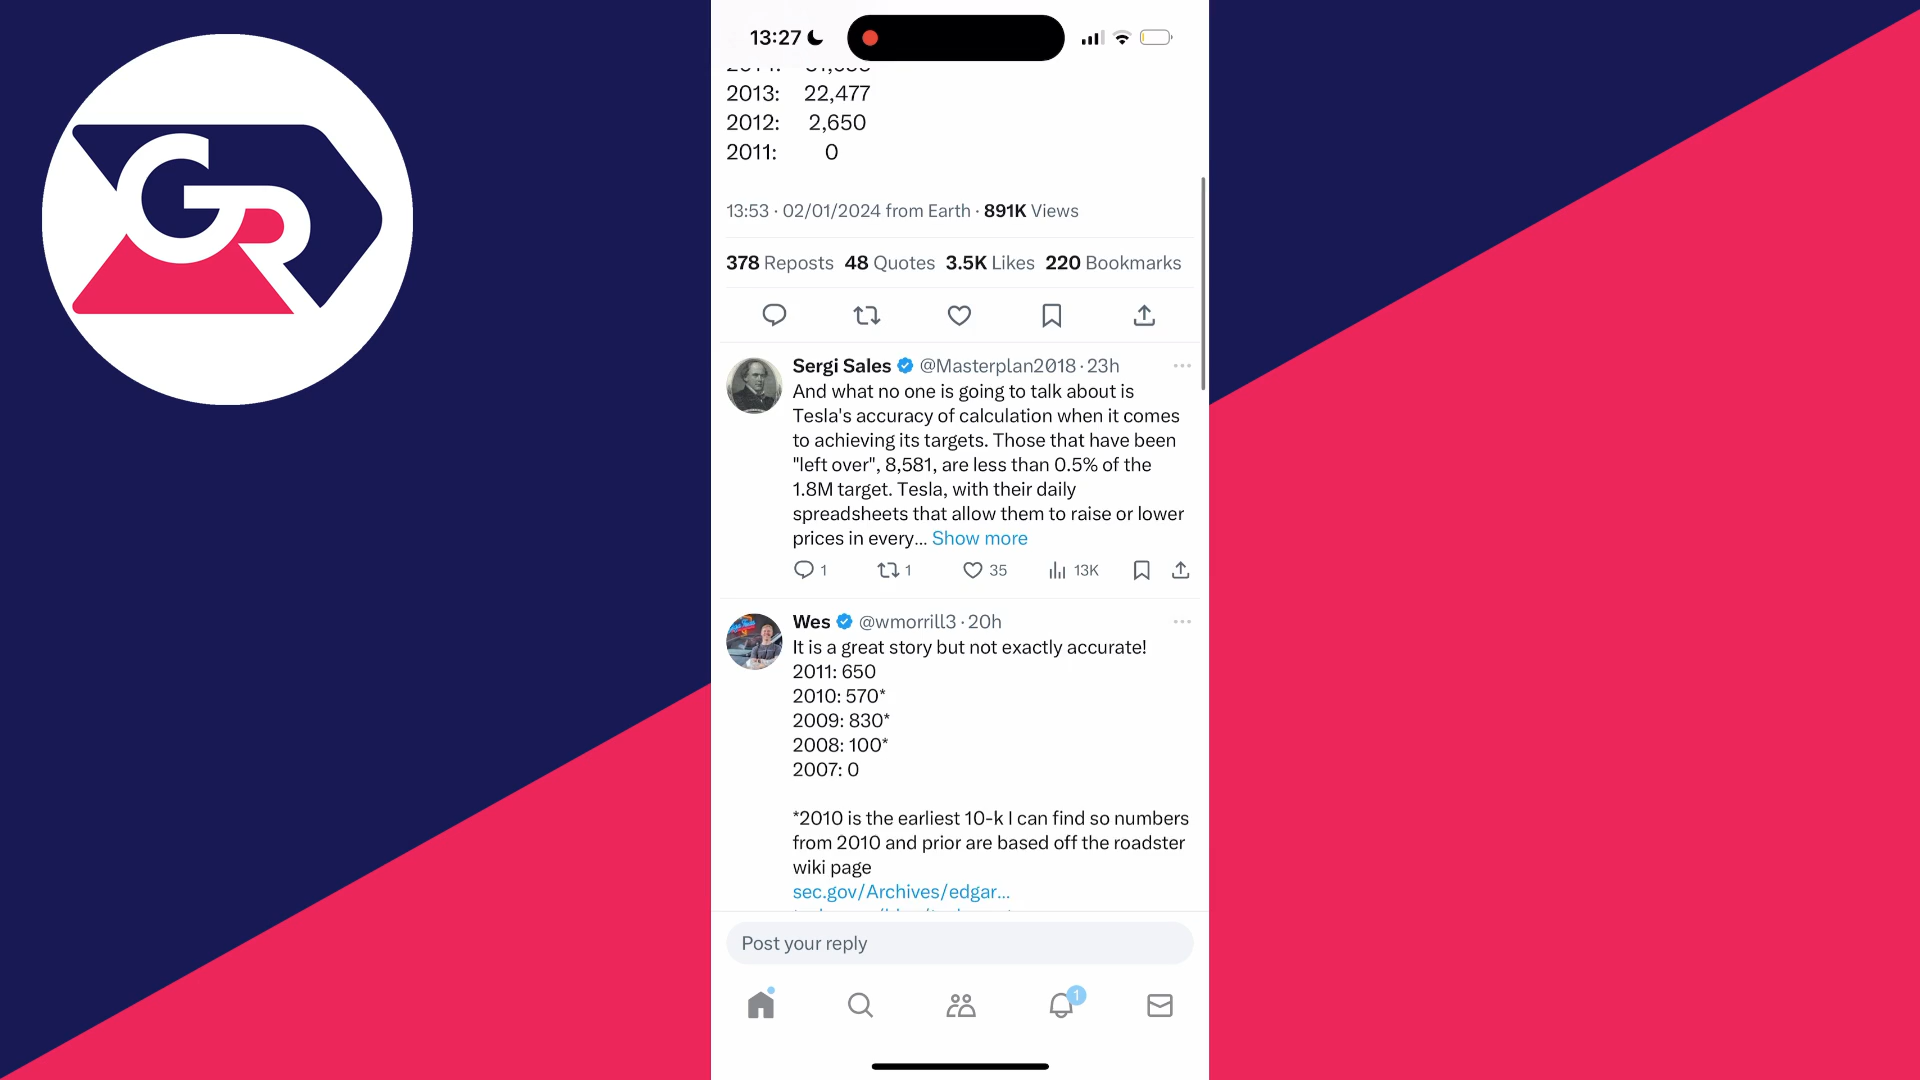 13:27
2013: 22,477
2012: 2,650
2011: 0
13:53 · 02/01/2024 from Earth · 891K Views
378 Reposts 48 Quotes 3.5K Likes 220 Bookmarks
Sergi Sales @Masterplan2018 · 23h
And what no one is going to talk about is
Tesla's accuracy of calculation when it comes
to achieving its targets. Those that have been
"left over", 8,581, are less than 0.5% of the
1.8M target. Tesla, with their daily
spreadsheets that allow them to raise or lower
prices in every... Show more
1 1 35 13K
Wes @wmorrill3 · 20h
It is a great story but not exactly accurate!
2011: 650
2010: 570*
2009: 830*
2008: 100*
2007: 0
*2010 is the earliest 10-k I can find so numbers
from 2010 and prior are based off the roadster
wiki page
sec.gov/Archives/edgar...
Post your reply
1
GR